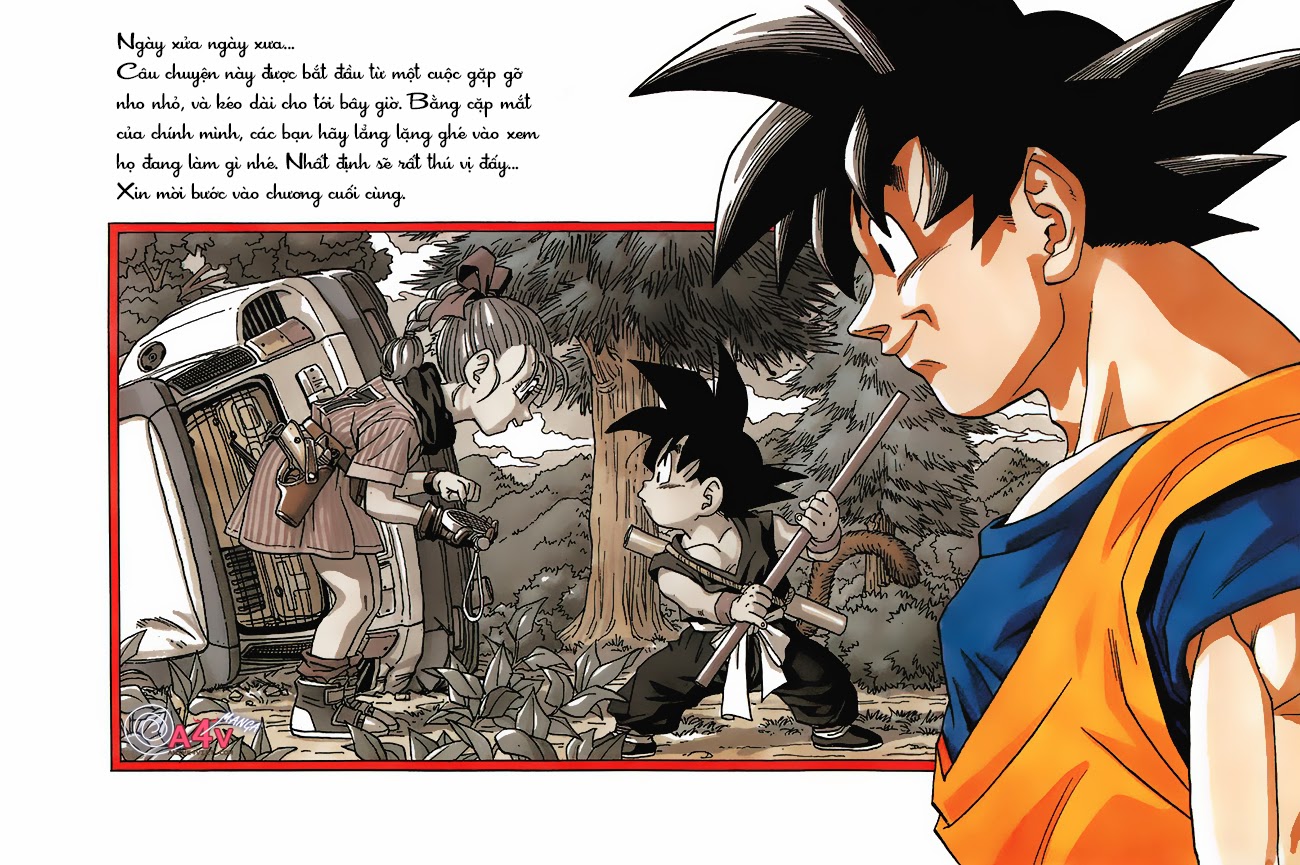 Ngày xửa ngày xưa...
Câu chuyện này được bắt đầu từ một cuộc gặp gỡ
nho nhỏ, và kéo dài cho tới bây giờ. Bằng cặp mắt
của chính mình, các bạn hãy lẳng lặng ghé vào xem
họ đang làm gì nhé. Nhất định sẽ rất thú vị đấy...
Xin mời bước vào chương cuối cùng.
A4V MANGA